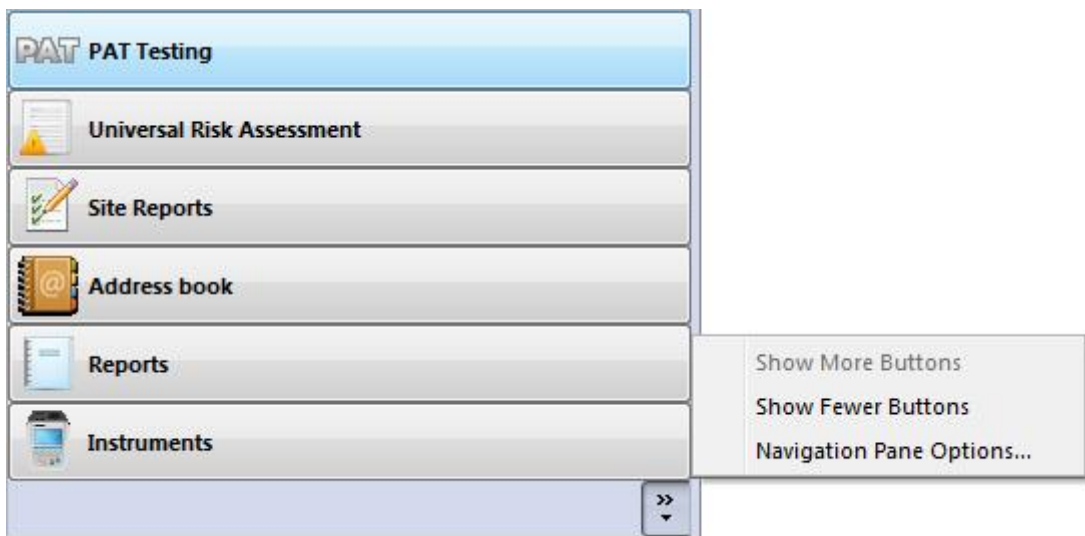 PAT PAT Testing
Universal Risk Assessment
Site Reports
@ Address book
Reports
Instruments
Show More Buttons
Show Fewer Buttons
Navigation Pane Options...